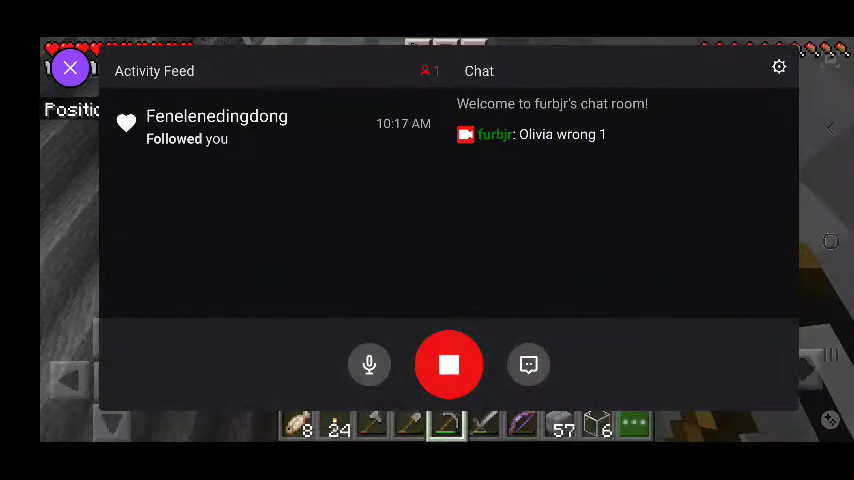 Activity Feed
1
Chat
Welcome to furbjr's chat room!
Positio
Fenelenedingdong
10:17 AM
Followed you
furbjr: Olivia wrong 1
8
24
57
6